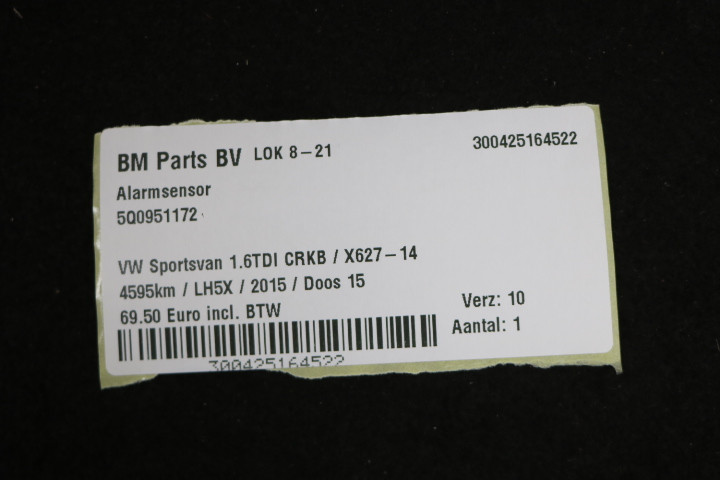 BM Parts BV LOK 8-21 300425164522
Alarmsensor
5Q0951172
VW Sportsvan 1.6TDI CRKB / X627-14
4595km / LH5X / 2015 / Doos 15
69.50 Euro incl. BTW Verz: 10
Aantal: 1
300425164522